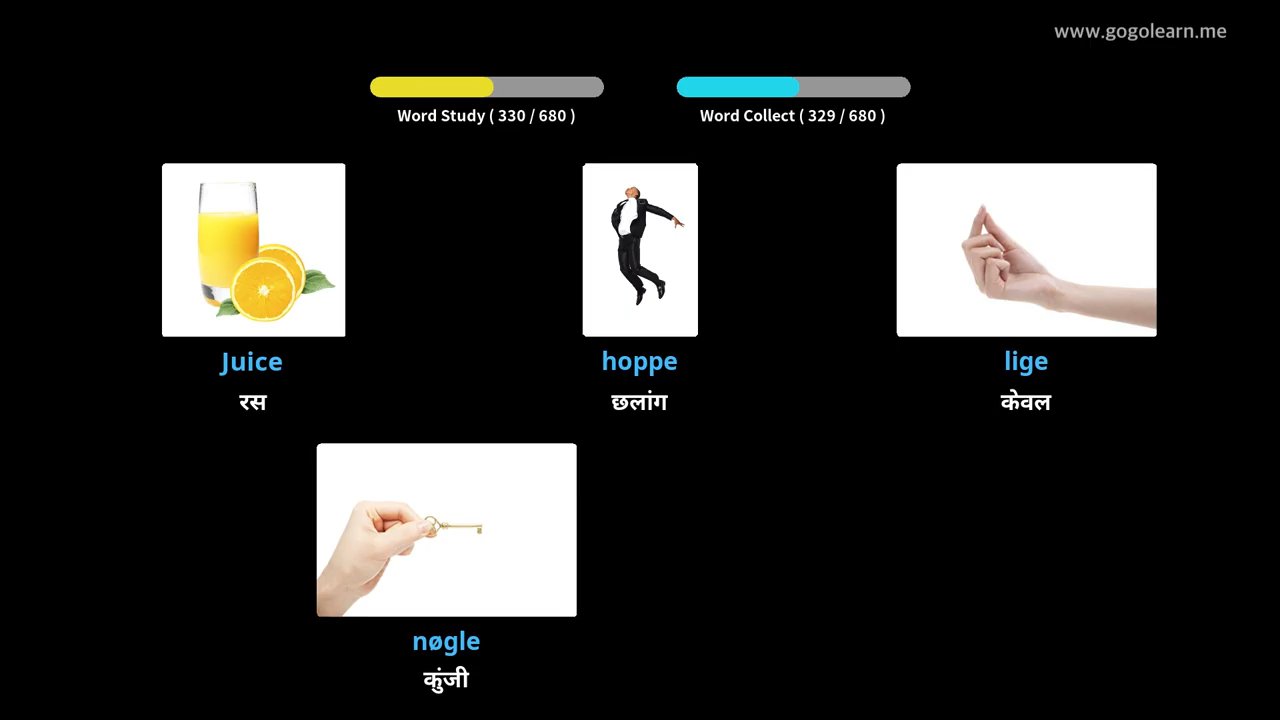 www.gogolearn.me
Word Study ( 330 / 680 )
Word Collect ( 329 / 680 )
Juice
रस
hoppe
छलांग
lige
केवल
nøgle
कुंजी